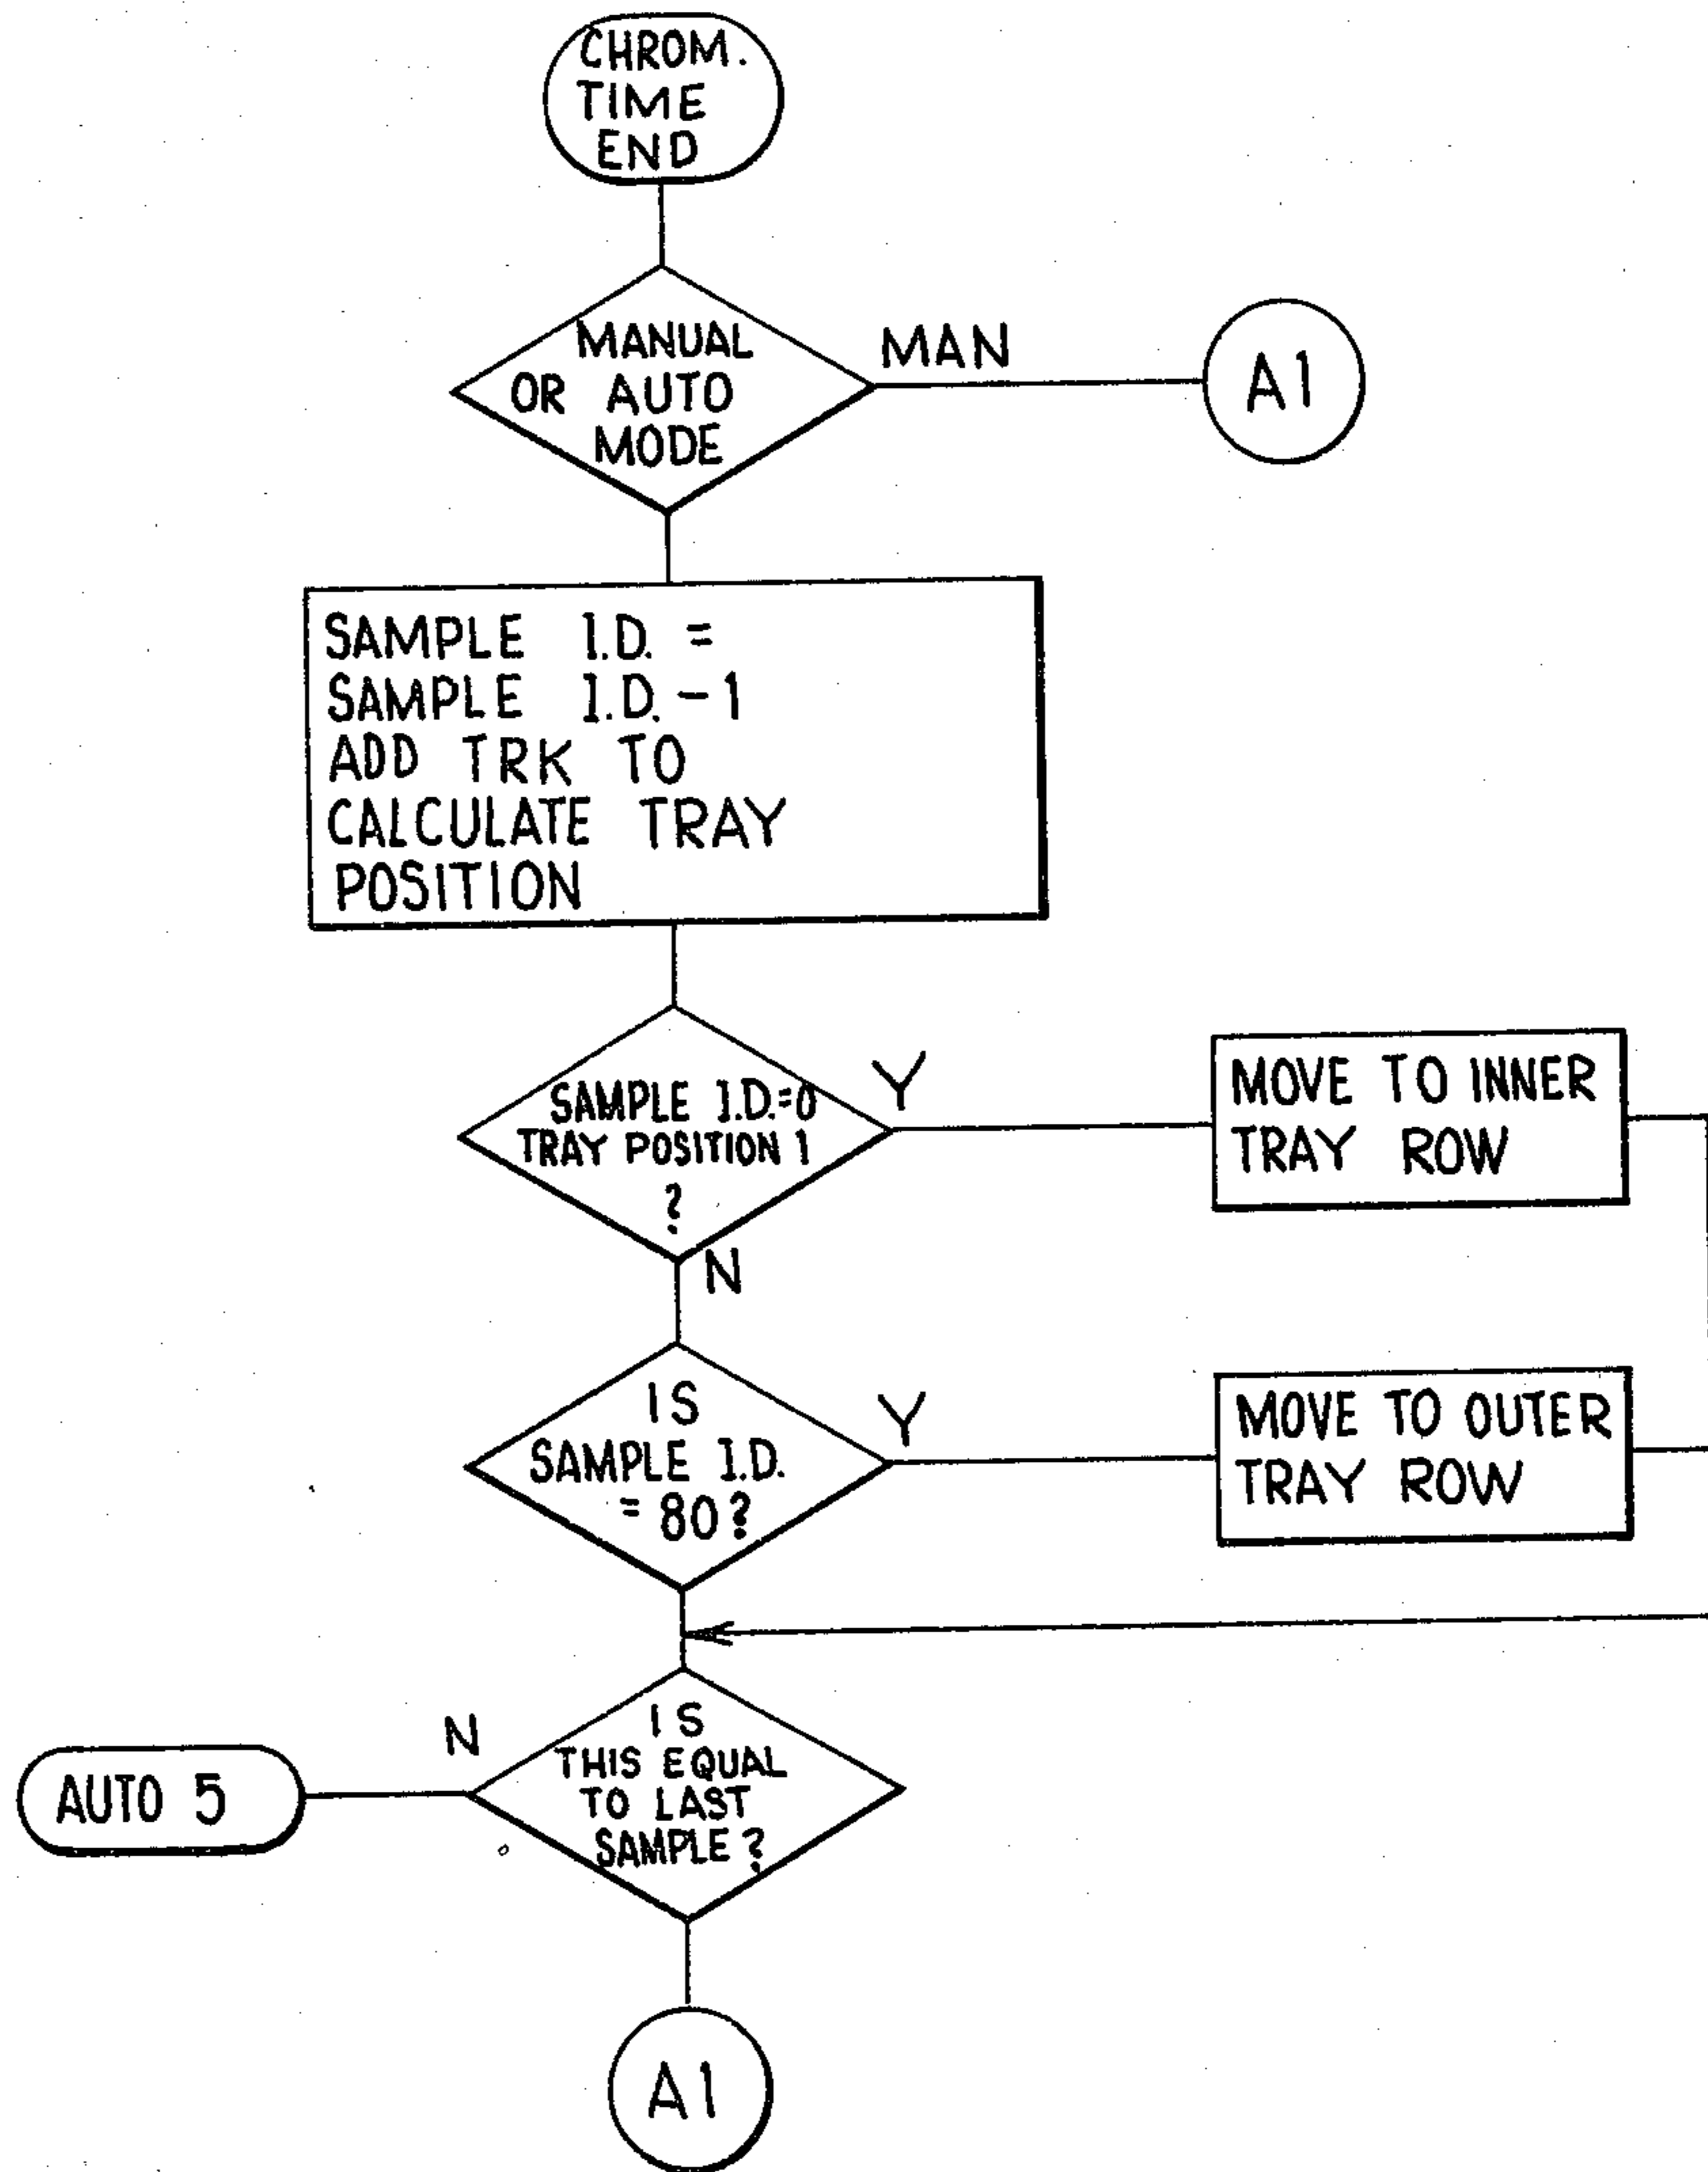 CHROM.
TIME
END
MANUAL
OR AUTO
MODE
MAN
A1
SAMPLE I.D. =
SAMPLE I.D. -1
ADD TRK TO
CALCULATE TRAY
POSITION
SAMPLE I.D.=0
TRAY POSITION 1
?
Y
MOVE TO INNER
TRAY ROW
N
IS
SAMPLE I.D.
= 80?
Y
MOVE TO OUTER
TRAY ROW
IS
THIS EQUAL
TO LAST
SAMPLE?
N
AUTO 5
A1